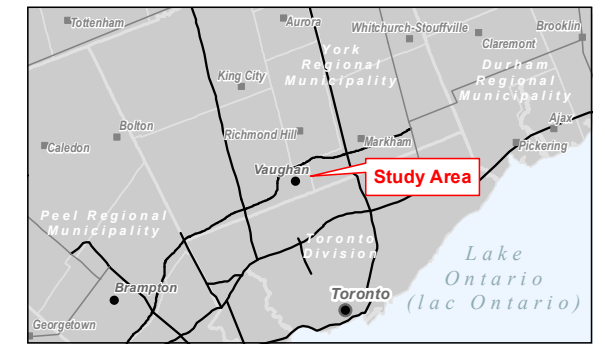 Tottenham
Aurora
Whitchurch-Stouffville
Brooklin
Claremont
York
Regional
Municipality
Durham
Regional
Municipality
King City
Ajax
Bolton
Richmond Hill
Markham
Pickering
Caledon
Vaughan
Study Area
Peel Regional
Municipality
Toronto
Division
Lake
Ontario
(lac Ontario)
Brampton
Toronto
Georgetown